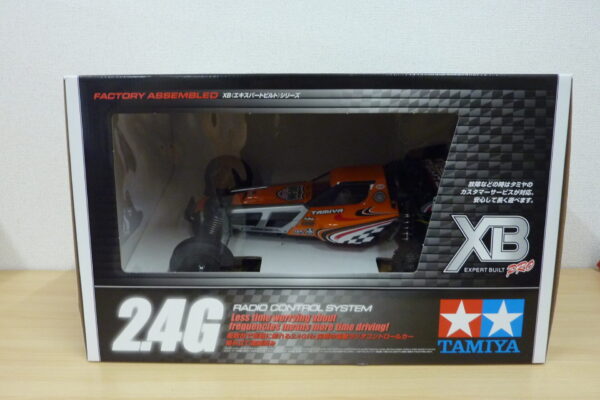 FACTORY ASSEMBLED XB(エキスパートビルト)シリーズ
TAMIYA
故障などの時はタミヤの
カスタマーサービスが対応。
安心して長く遊べます。
XB
EXPERT BUILT PRO
2.4G
RADIO CONTROL SYSTEM
Less time worrying about
frequencies means more time driving!
TAMIYA